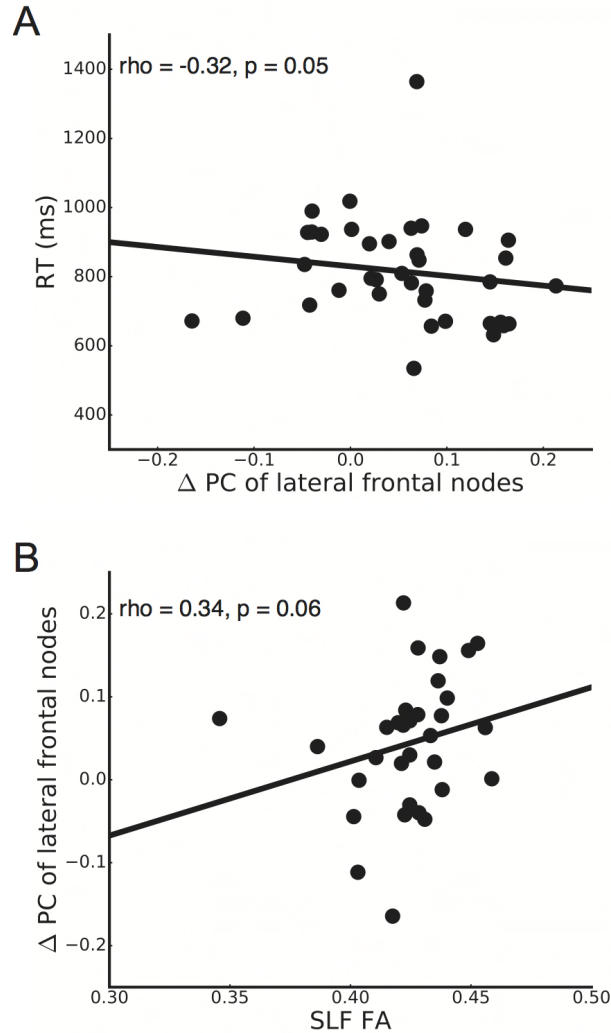 A
rho = -0.32, p = 0.05
1400
1200
1000
800
600
400
RT (ms)
−0.2 −0.1 0.0 0.1 0.2
Δ PC of lateral frontal nodes
B
rho = 0.34, p = 0.06
0.2
0.1
0.0
−0.1
−0.2
Δ PC of lateral frontal nodes
0.30 0.35 0.40 0.45 0.50
SLF FA